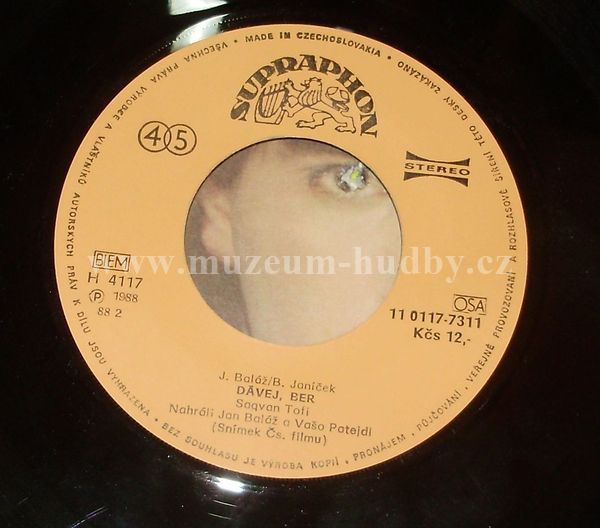 VŠECHNA PRÁVA VÝROBCE A VLASTNÍKŮ AUTORSKÝCH PRÁV K DÍLU JSOU VYHRAZENA • BEZ SOUHLASU JE VÝROBA KOPIÍ • PRONÁJEM, PŮJČOVÁNÍ • VEŘEJNÉ PROVOZOVÁNÍ A ROZHLASOVÉ ŠÍŘENÍ TÉTO DESKY ZAKÁZÁNO • MADE IN CZECHOSLOVAKIA •
SUPRAPHON
45
STEREO
www.muzeum-hudby.cz
BIEM
H 4117
Ⓟ 1988
88 2
OSA
11 0117-7311
Kčs 12,-
J. Baláž/B. Janíček
DÁVEJ, BER
Sagvan Tofi
Nahráli Jan Baláž a Vašo Patejdl
(Snímek Čs. filmu)